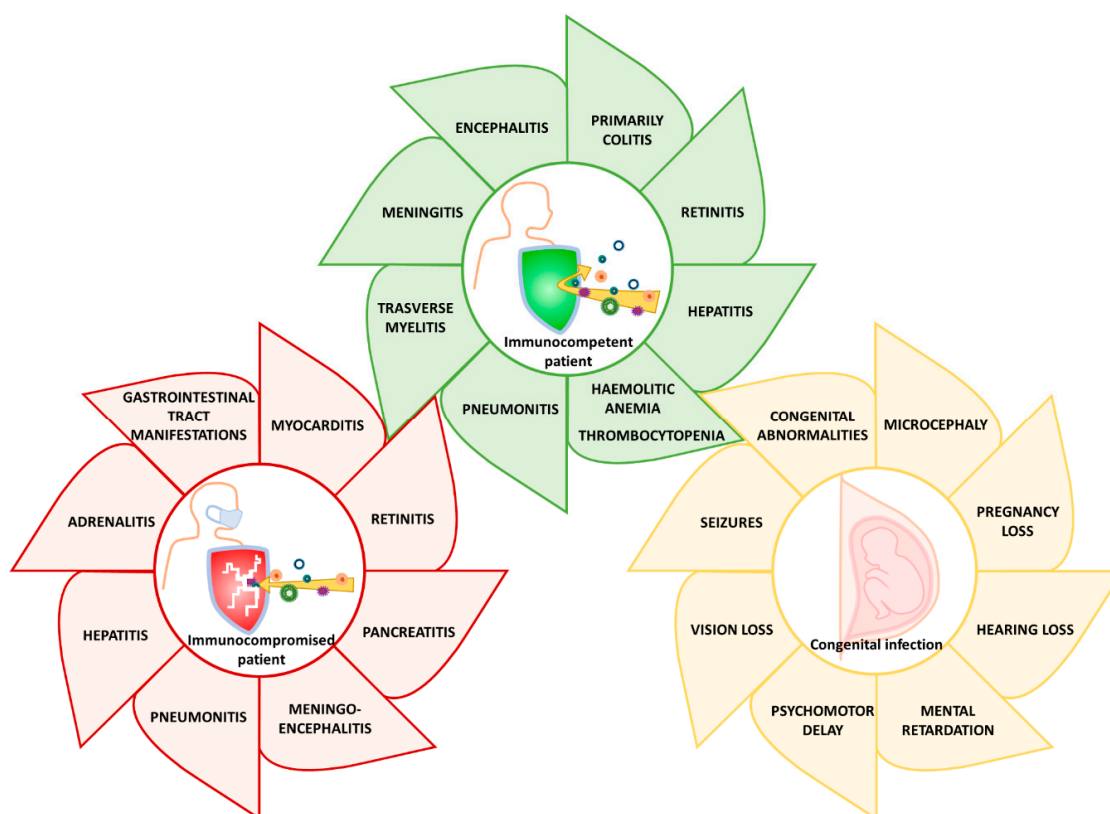 ENCEPHALITIS
PRIMARILY
COLITIS
RETINITIS
HEPATITIS
HAEMOLITIC
ANEMIA
THROMBOCYTOPENIA
PNEUMONITIS
TRASVERSE
MYELITIS
MENINGITIS
Immunocompetent
patient
GASTROINTESTINAL
TRACT
MANIFESTATIONS
MYOCARDITIS
RETINITIS
PANCREATITIS
MENINGO-
ENCEPHALITIS
PNEUMONITIS
HEPATITIS
ADRENALITIS
Immunocompromised
patient
CONGENITAL
ABNORMALITIES
MICROCEPHALY
PREGNANCY
LOSS
HEARING LOSS
MENTAL
RETARDATION
PSYCHOMOTOR
DELAY
VISION LOSS
SEIZURES
Congenital infection